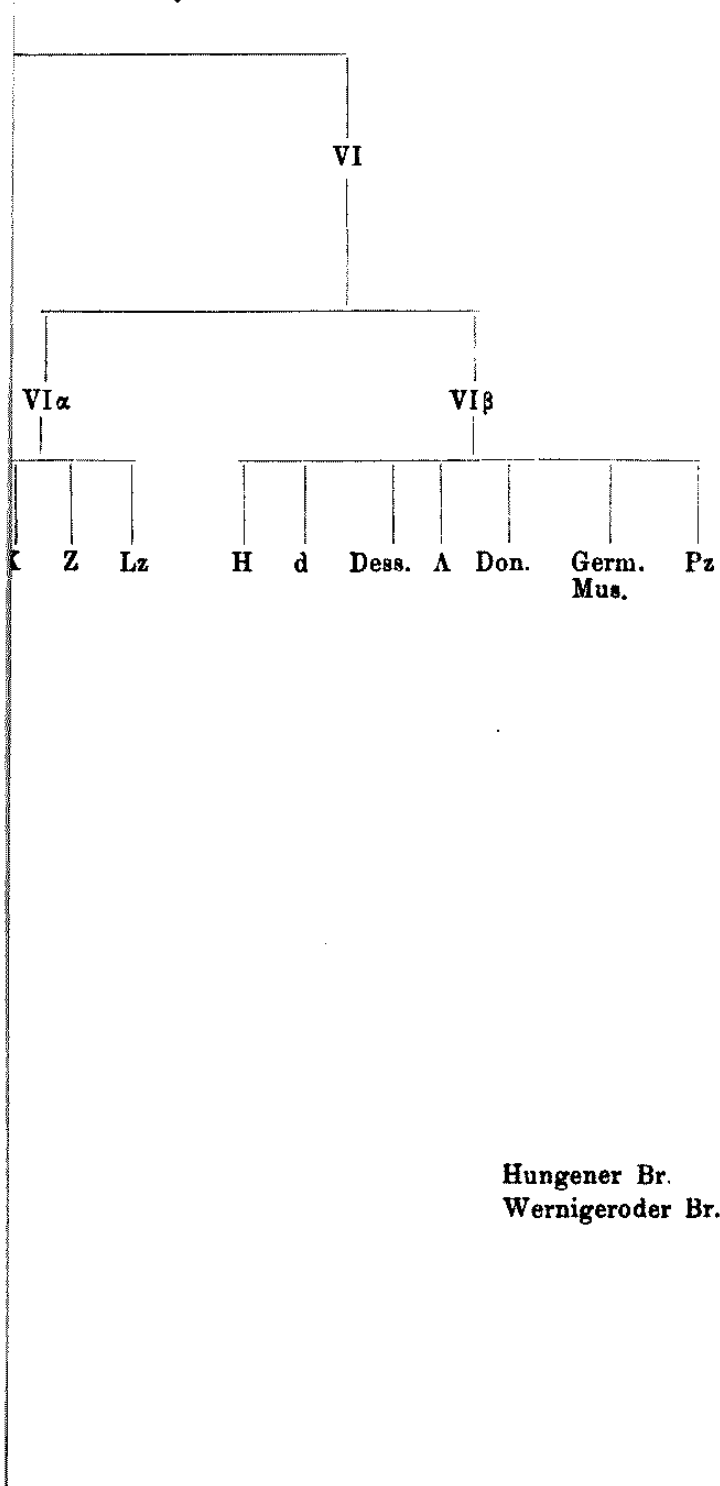 VI
VIα VIβ
Z Lz H d Dess. Λ Don. Germ. Pz
Mus.
Hungener Br.
Wernigeroder Br.